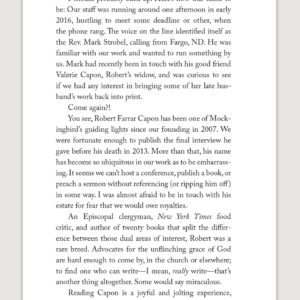 be: Our staff was running around one afternoon in early
2016, hustling to meet some deadline or other, when
the phone rang. The voice on the line identified itself as
the Rev. Mark Strobel, calling from Fargo, ND. He was
familiar with our work and wanted to run something by
us. Mark had recently been in touch with his good friend
Valerie Capon, Robert's widow, and was curious to see
if we had any interest in bringing some of her late hus-
band's work back into print.
Come again?!
You see, Robert Farrar Capon has been one of Mock-
ingbird's guiding lights since our founding in 2007. We
were fortunate enough to publish the final interview he
gave before his death in 2013. More than that, his name
has become so ubiquitous in our work as to be embarrass-
ing. It seems we can't host a conference, publish a book, or
preach a sermon without referencing (or ripping him off)
in some way. I was almost afraid to be in touch with his
estate for fear that we would owe royalties.
An Episcopal clergyman, New York Times food
critic, and author of twenty books that split the differ-
ence between those dual areas of interest, Robert was a
rare breed. Advocates for the unflinching grace of God
are hard enough to come by, in the church or elsewhere;
to find one who can write—I mean, really write—that's
another thing altogether. Some would say miraculous.
Reading Capon is a joyful and jolting experience,